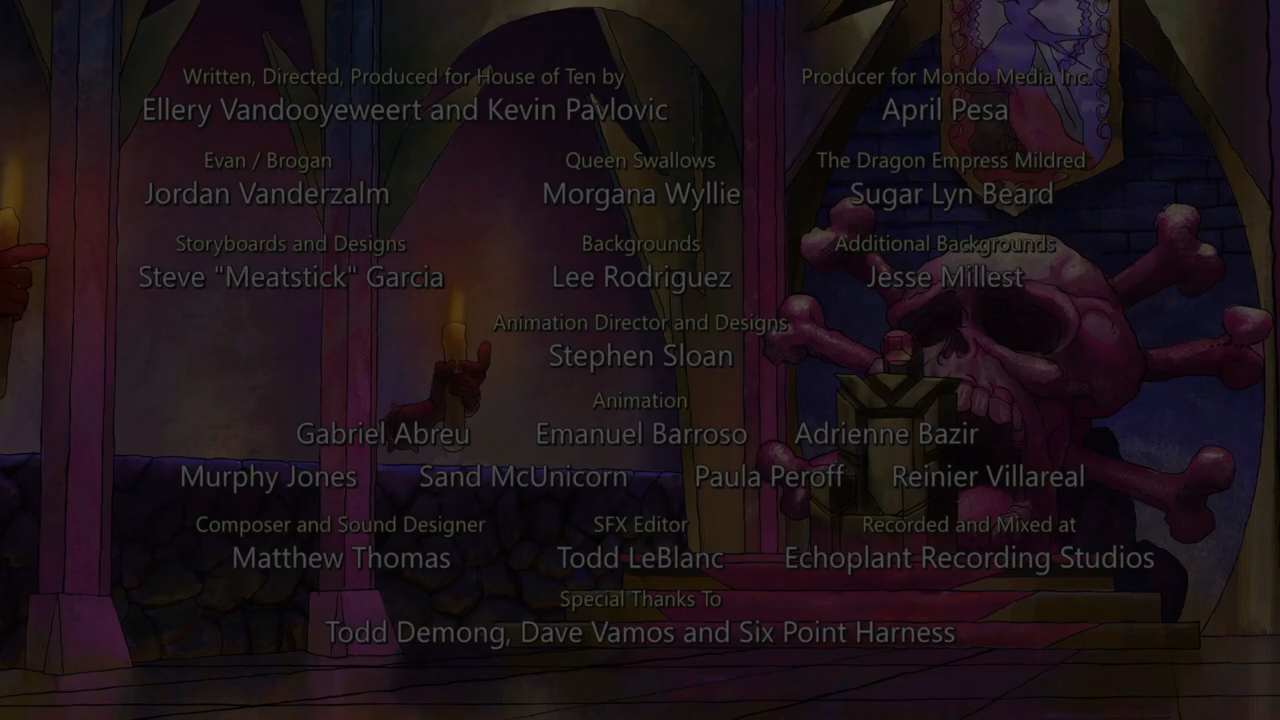 Written, Directed, Produced for House of Ten by
Producer for Mondo Media Inc.
Ellery Vandooyeweert and Kevin Pavlovic
April Pesa
Evan / Brogan
Queen Swallows
The Dragon Empress Mildred
Jordan Vanderzalm
Morgana Wyllie
Sugar Lyn Beard
Storyboards and Designs
Backgrounds
Additional Backgrounds
Steve "Meatstick" Garcia
Lee Rodriguez
Jesse Millest
Animation Director and Designs
Stephen Sloan
Animation
Gabriel Abreu
Emanuel Barroso
Adrienne Bazir
Murphy Jones
Sand McUnicorn
Paula Peroff
Reinier Villareal
Composer and Sound Designer
SFX Editor
Recorded and Mixed at
Matthew Thomas
Todd LeBlanc
Echoplant Recording Studios
Special Thanks To
Todd Demong, Dave Vamos and Six Point Harness